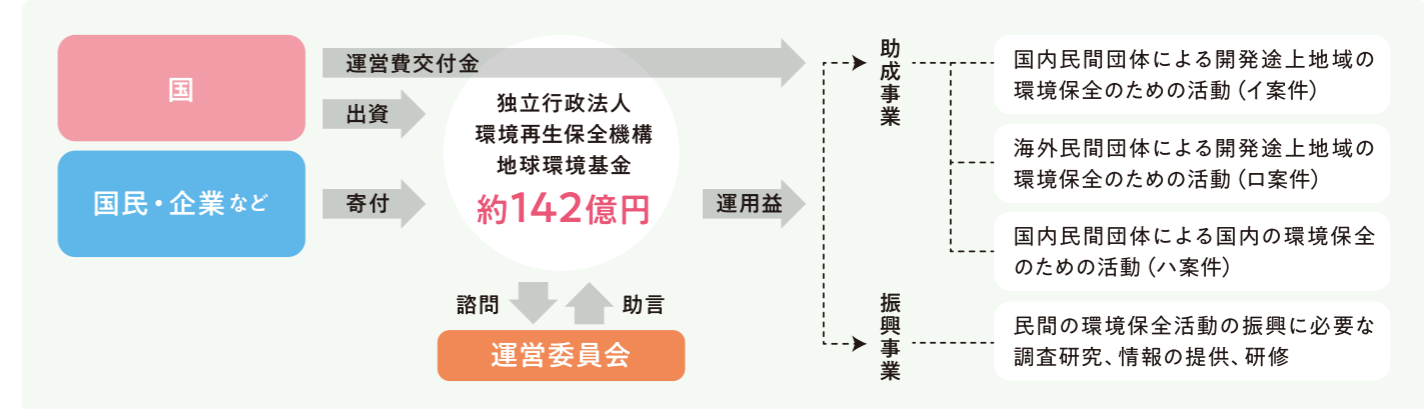 国
国民・企業など
運営費交付金
出資
寄付
独立行政法人
環境再生保全機構
地球環境基金
約142億円
運用益
諮問
助言
運営委員会
助成事業
国内民間団体による開発途上地域の
環境保全のための活動（イ案件）
海外民間団体による開発途上地域の
環境保全のための活動（ロ案件）
国内民間団体による国内の環境保全
のための活動（ハ案件）
振興事業
民間の環境保全活動の振興に必要な
調査研究、情報の提供、研修